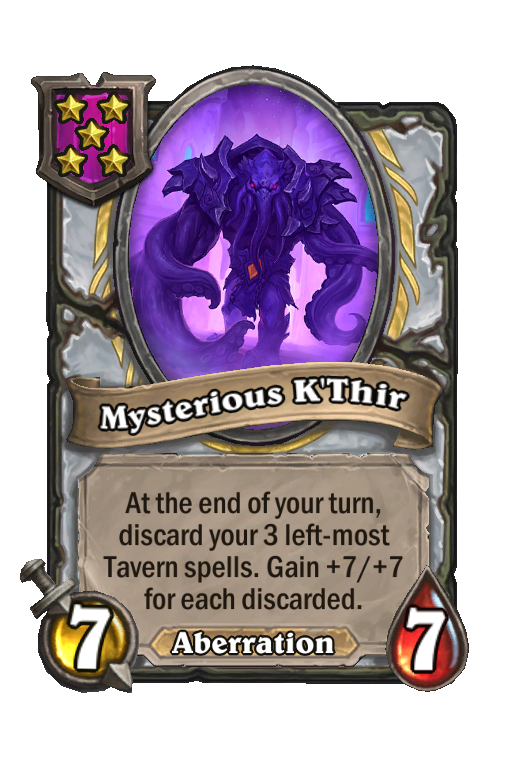 Mysterious K'Thir
At the end of your turn,
discard your 3 left-most
Tavern spells. Gain +7/+7
for each discarded.
7
Aberration
7